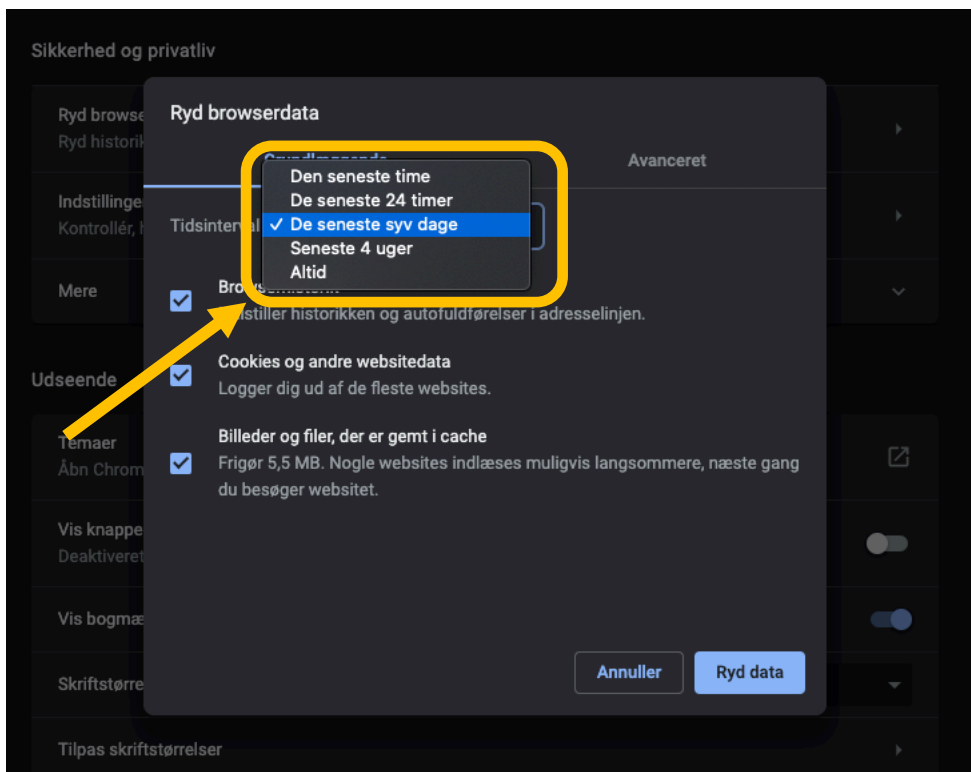 Sikkerhed og privatliv
Ryd browserdata
Ryd browse
Ryd historik
Grundlæggende
Avanceret
Indstillinge
Kontrollér, h
Tidsinterval
Den seneste time
De seneste 24 timer
✓ De seneste syv dage
Seneste 4 uger
Altid
Mere
Browserhistorik
stiller historikken og autofuldførelser i adresselinjen.
Udseende
Cookies og andre websitedata
Logger dig ud af de fleste websites.
Temaer
Åbn Chrom
Billeder og filer, der er gemt i cache
Frigør 5,5 MB. Nogle websites indlæses muligvis langsommere, næste gang
du besøger websitet.
Vis knappe
Deaktiveret
Vis bogmæ
Skriftstørre
Annuller
Ryd data
Tilpas skriftstørrelser